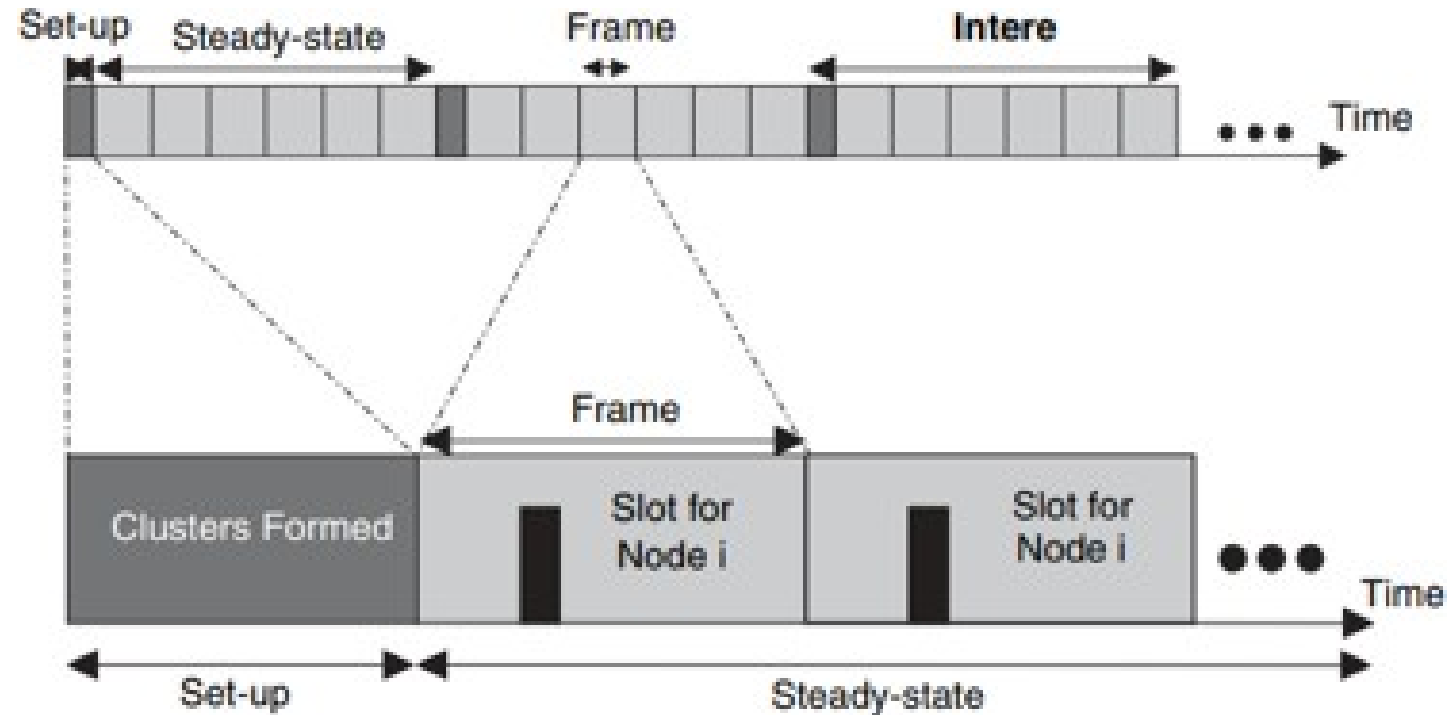 Set-up
Steady-state
Frame
Intere
Time
Frame
Clusters Formed
Slot for
Node i
Slot for
Node i
Time
Set-up
Steady-state